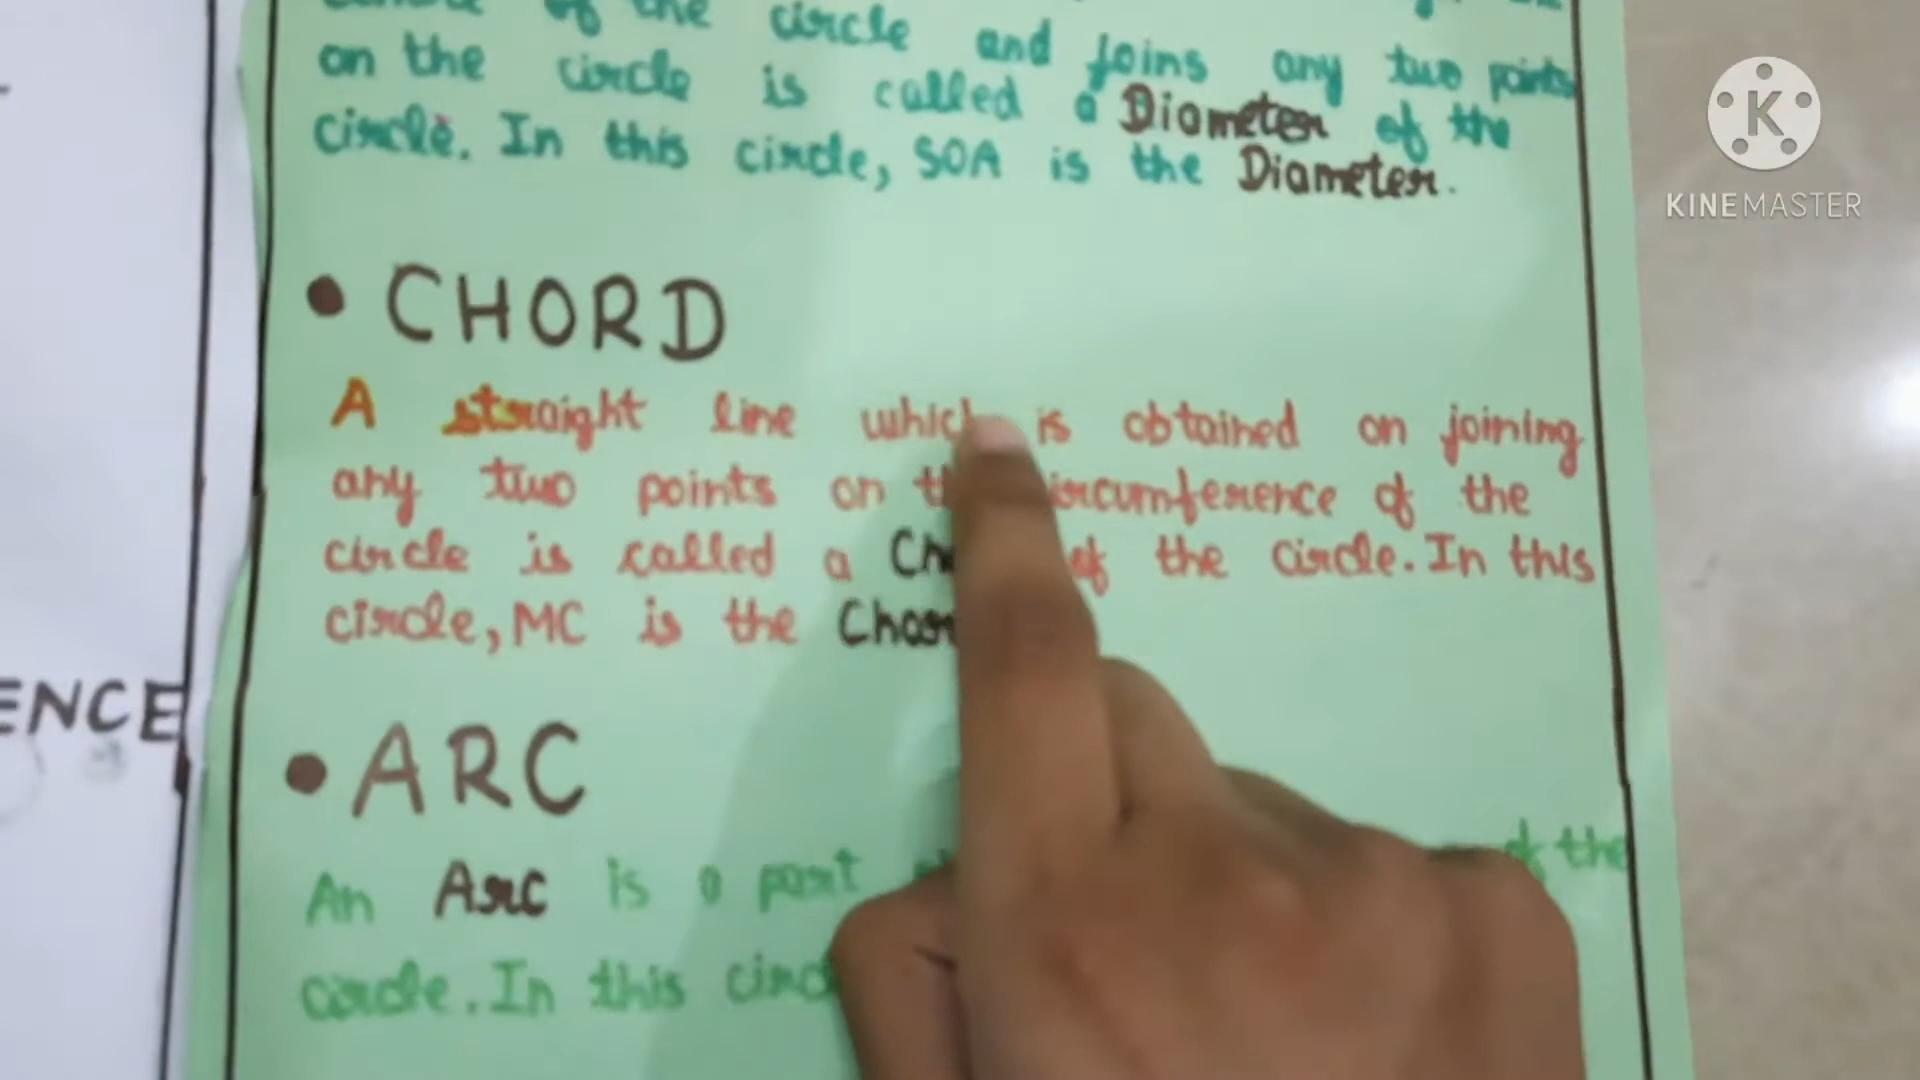 of the circle and joins any two points
on the circle is called a Diameter of the
circle. In this circle, SOA is the Diameter.
• CHORD
A straight line which is obtained on joining
any two points on circumference of the
circle is called a of the circle. In this
circle, MC is the
• ARC
An Arc is a part of the
circle. In this
ENCE
KINEMASTER